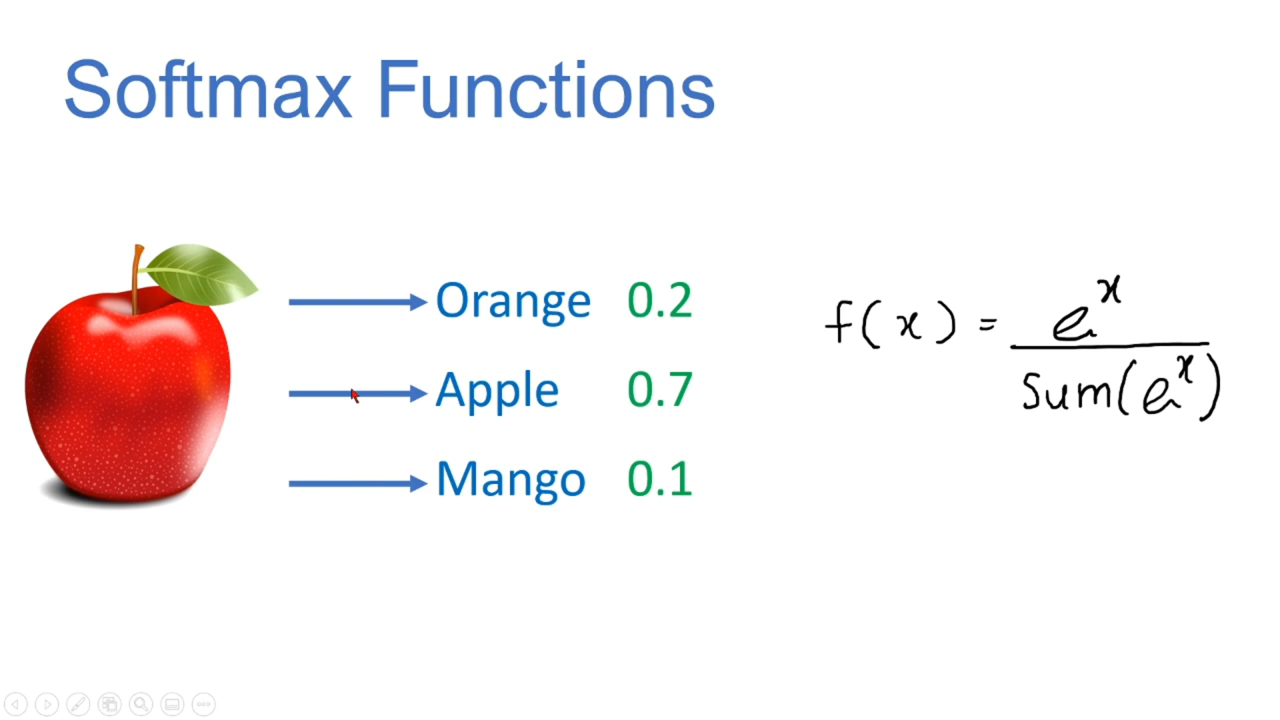 Softmax Functions
Orange 0.2
Apple 0.7
Mango 0.1
f(x) = e^x / Sum(e^x)